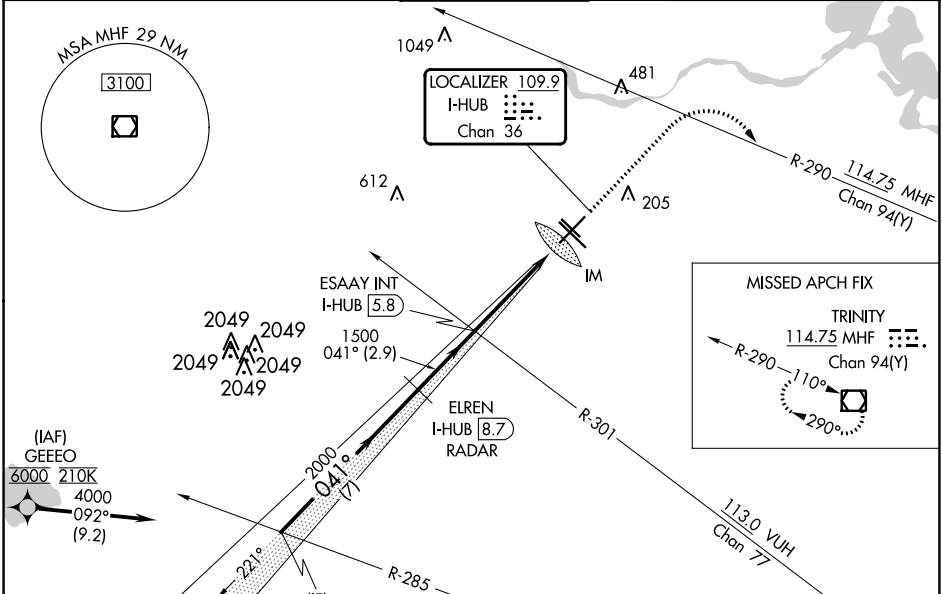 MSA MHF 29 NM
3100
1049
481
LOCALIZER 109.9
I-HUB
Chan 36
R-290
114.75 MHF
Chan 94(Y)
612
205
IM
ESAAY INT
I-HUB 5.8
1500
041° (2.9)
MISSED APCH FIX
TRINITY
114.75 MHF
Chan 94(Y)
R-290
110°
290°
2049
2049
2049
2049
2049
ELREN
I-HUB 8.7
RADAR
R-301
113.0 VUH
Chan 77
(IAF)
GEEEO
6000 210K
4000
092°
(9.2)
2000
041°
(7)
221°
R-285